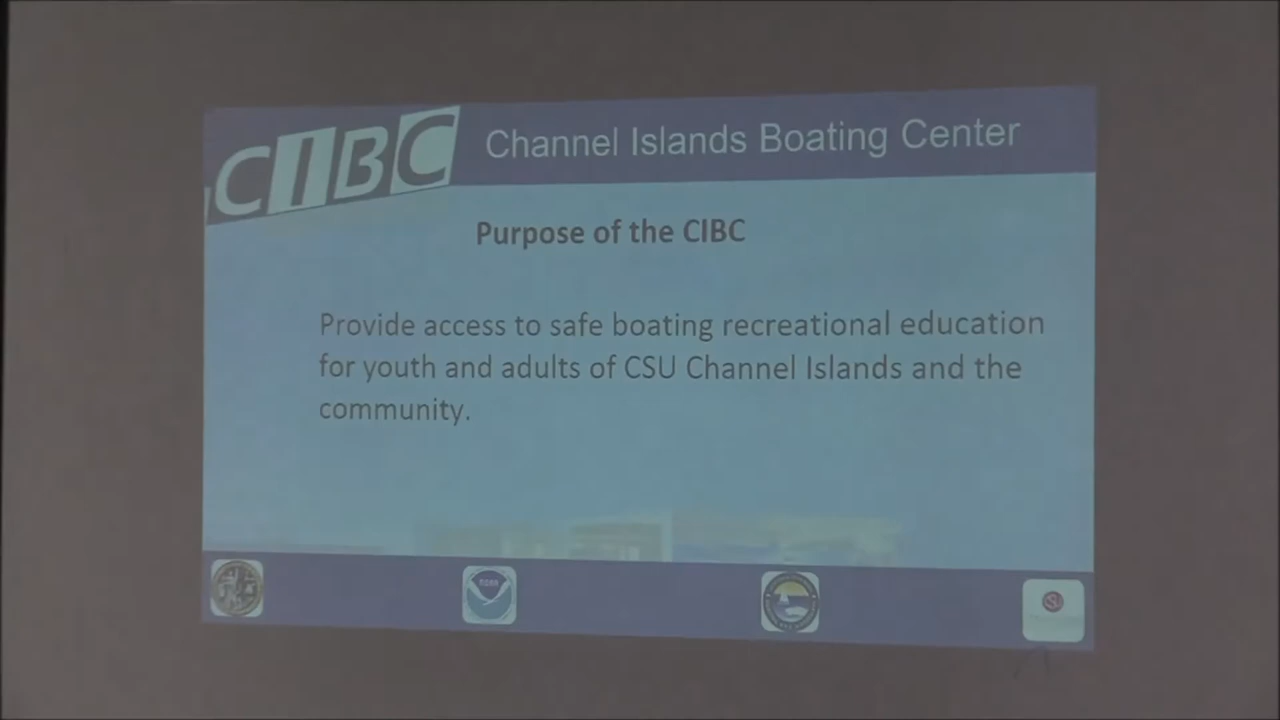 CIBC
Channel Islands Boating Center
Purpose of the CIBC
Provide access to safe boating recreational education
for youth and adults of CSU Channel Islands and the
community.